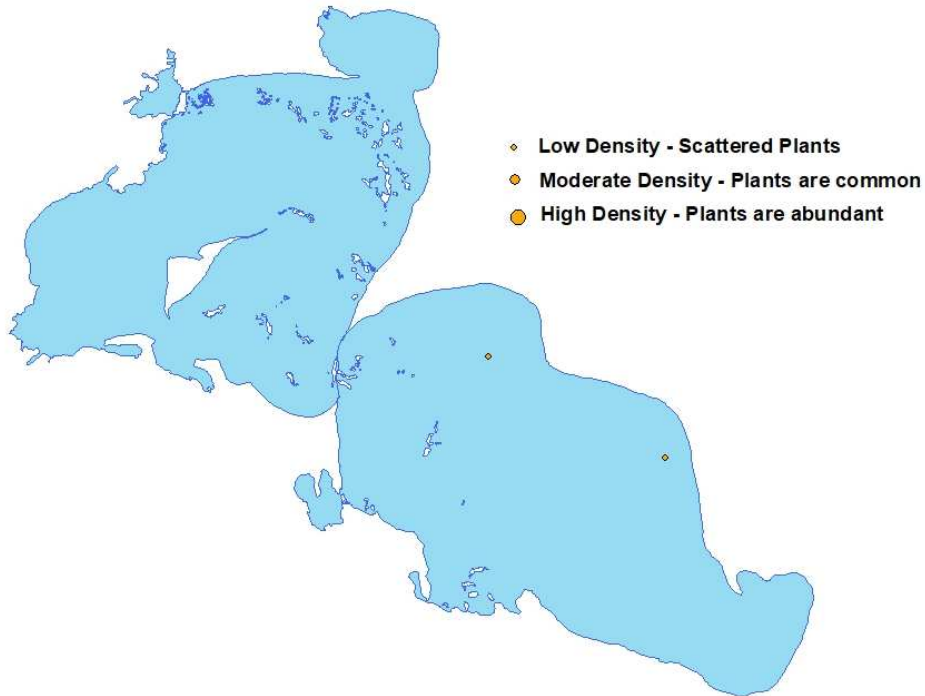 Low Density - Scattered Plants
Moderate Density - Plants are common
High Density - Plants are abundant